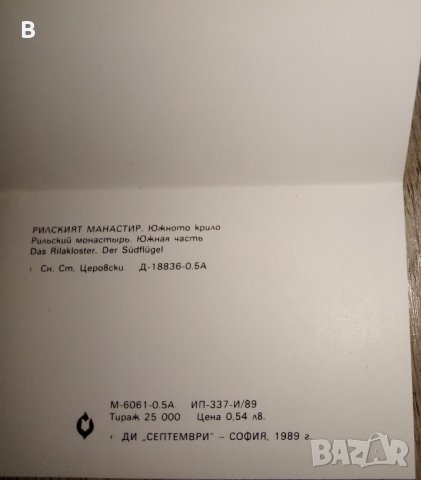 B
РИЛСКИЯТ МАНАСТИР. Южното крило
Рильский монастырь. Южная часть
Das Rilakloster. Der Südflügel
Сн. Ст. Церовски Д-18836-0.5А
М-6061-0.5А. ИП-337-И/89
Тираж 25 000 Цена 0,54 лв.
ДИ „СЕПТЕМВРИ" – СОФИЯ, 1989 г.
BAZAR